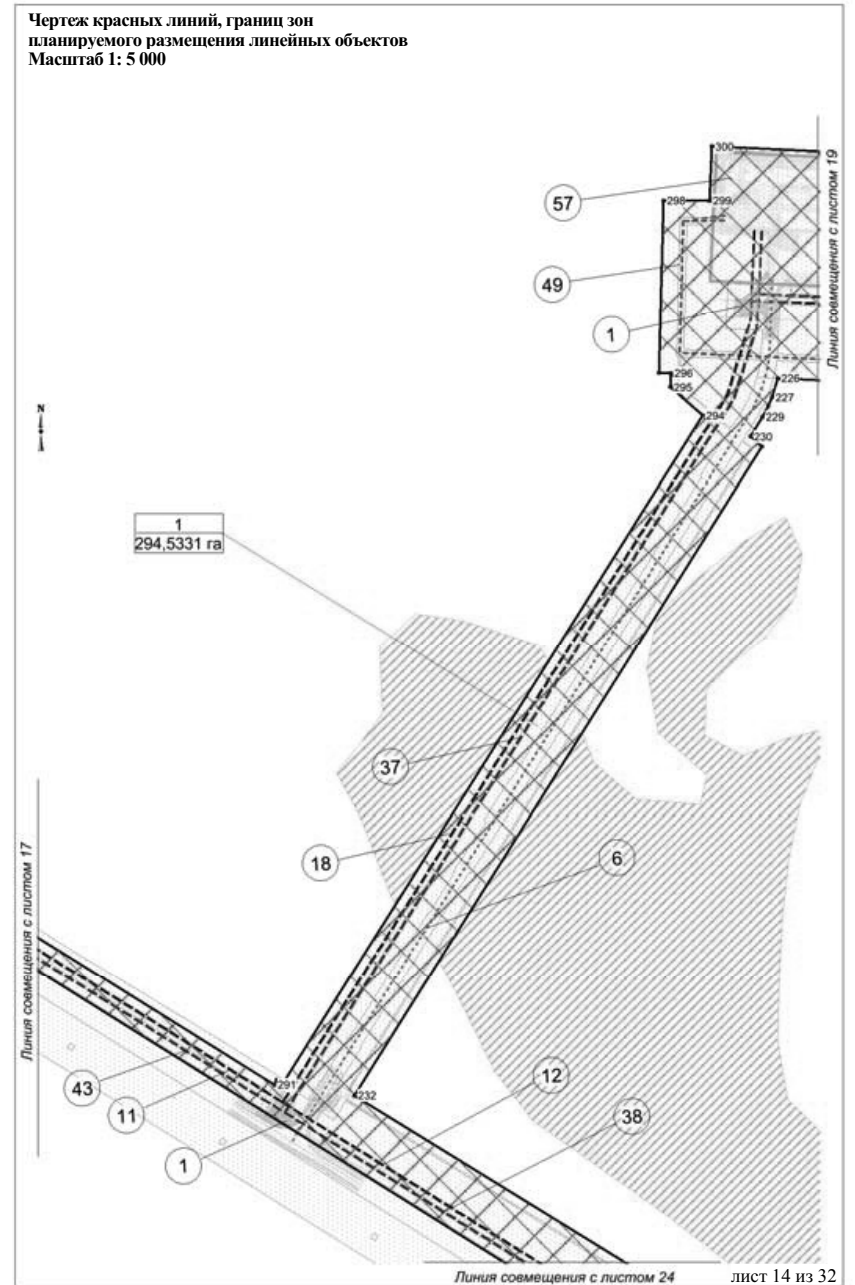 Чертеж красных линий, границ зон
планируемого размещения линейных объектов
Масштаб 1: 5 000
300
Линия совмещения с листом 19
57
298
299
49
1
296
295
226
227
229
294
230
N
1
294,5331 га
37
18
6
Линия совмещения с листом 17
43
11
291
232
12
38
1
Линия совмещения с листом 24
лист 14 из 32